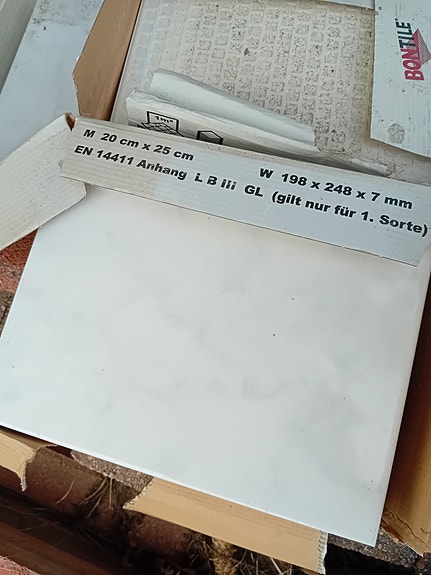 BONTILE
1m²
M 20 cm x 25 cm
W 198 x 248 x 7 mm
EN 14411 Anhang L B III GL (gilt nur für 1. Sorte)